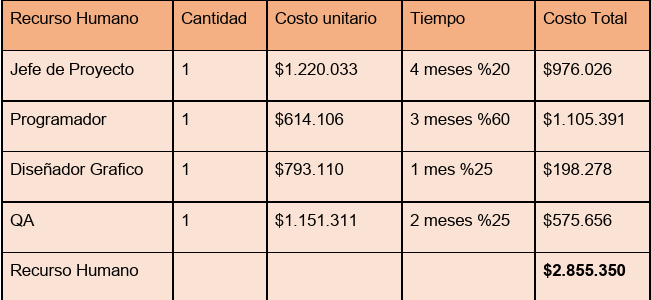 Recurso Humano Cantidad Costo unitario Tiempo Costo Total
Jefe de Proyecto 1 $1.220.033 4 meses %20 $976.026
Programador 1 $614.106 3 meses %60 $1.105.391
Diseñador Grafico 1 $793.110 1 mes %25 $198.278
QA 1 $1.151.311 2 meses %25 $575.656
Recurso Humano $2.855.350